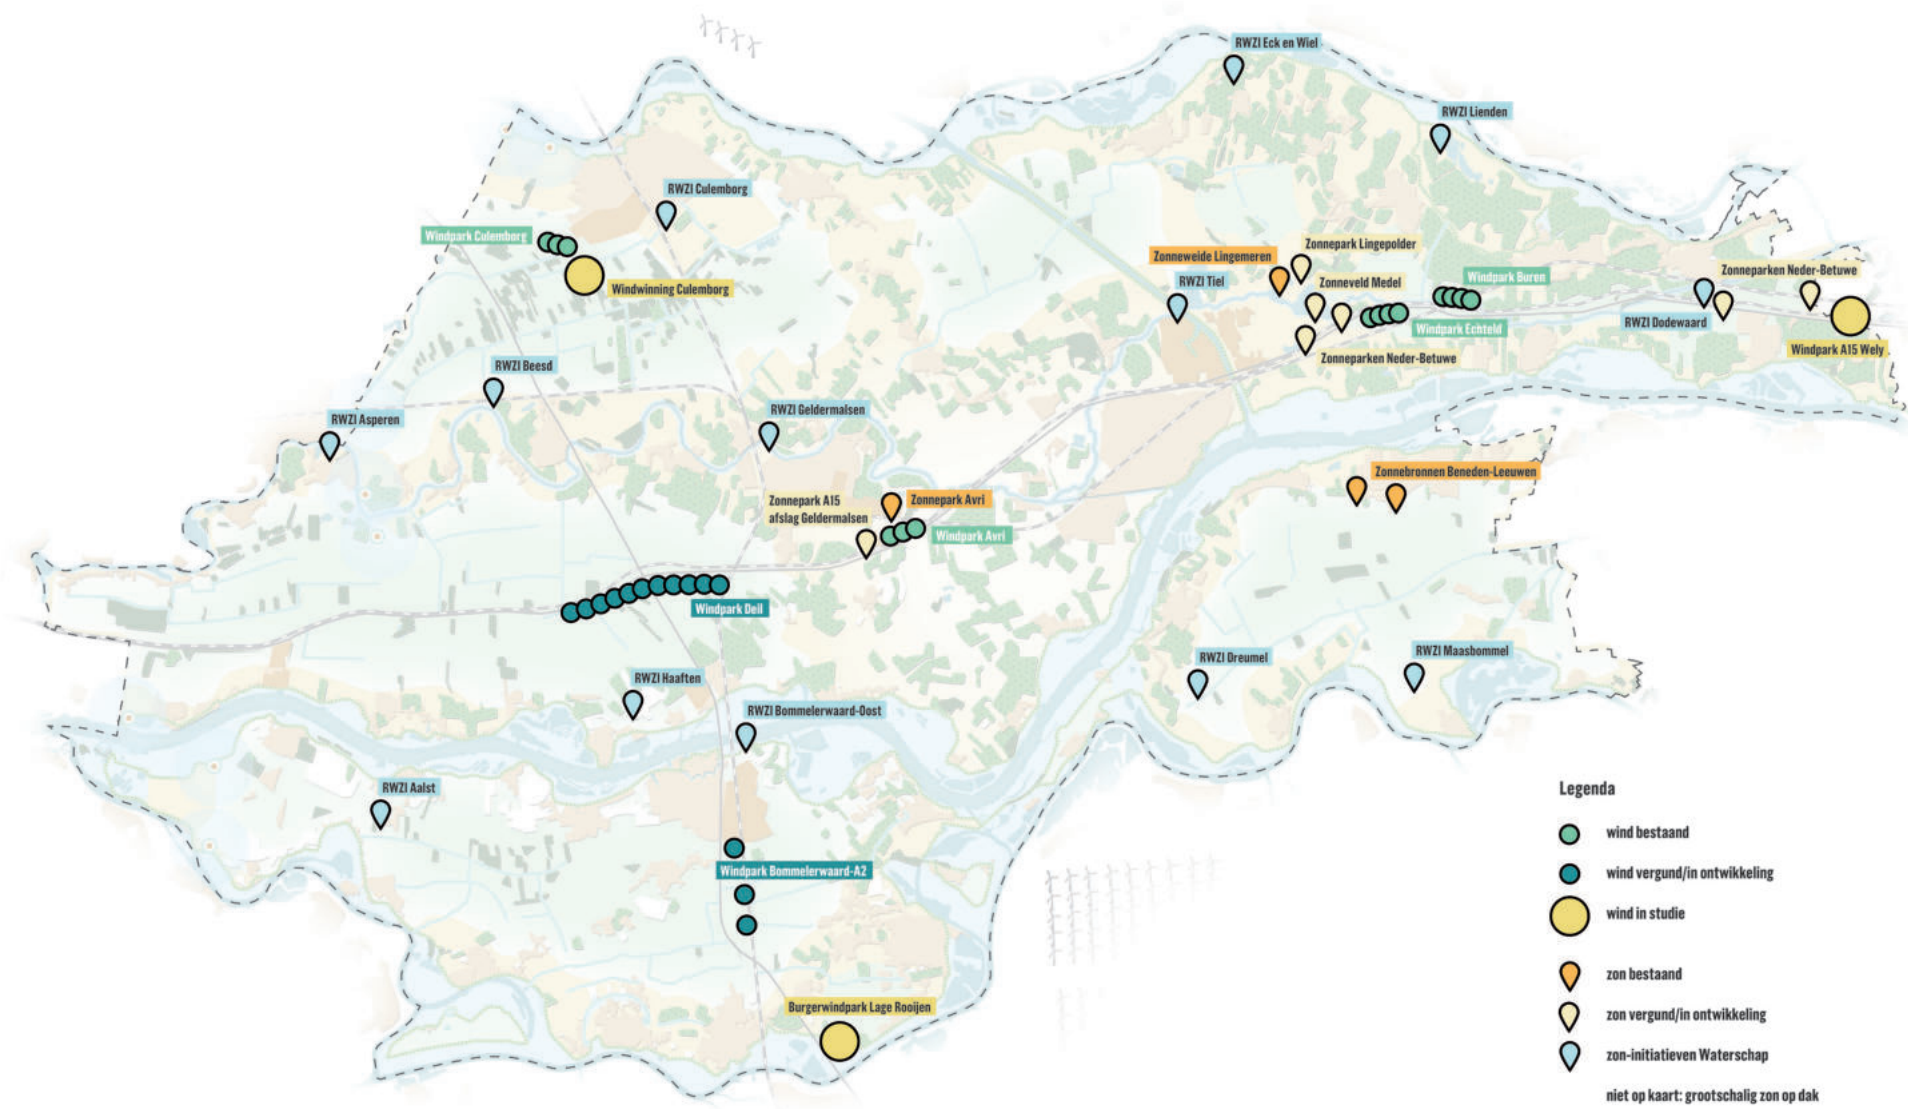 RWZI Eck en Wiel
RWZI Lienden
RWZI Culemborg
Windpark Culemborg
Windwinning Culemborg
Zonnepark Lingepolder
Zonneweide Lingemeren
RWZI Tiel
Zonneveld Medel
Windpark Buren
Windpark Echteld
Zonneparken Neder-Betuwe
Zonneparken Neder-Betuwe
RWZI Dodewaard
Windpark A15 Wely
RWZI Beesd
RWZI Asperen
RWZI Geldermalsen
Zonnebronnen Beneden-Leeuwen
Zonnepark A15
afslag Geldermalsen
Zonnepark Avri
Windpark Avri
Windpark Deil
RWZI Dreumel
RWZI Maasbommel
RWZI Haaften
RWZI Bommelerwaard-Oost
RWZI Aalst
Windpark Bommelerwaard-A2
Burgerwindpark Lage Rooijen
Legenda
wind bestaand
wind vergund/in ontwikkeling
wind in studie
zon bestaand
zon vergund/in ontwikkeling
zon-initiatieven Waterschap
niet op kaart: grootschalig zon op dak